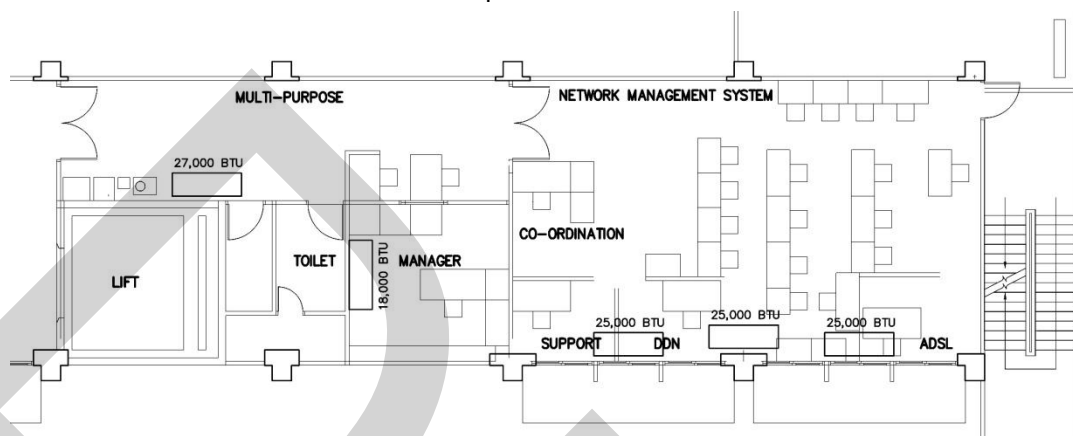 MULTI-PURPOSE
NETWORK MANAGEMENT SYSTEM
27,000 BTU
CO-ORDINATION
TOILET
MANAGER
LIFT
18,000 BTU
25,000 BTU
25,000 BTU
25,000 BTU
SUPPORT
DDN
ADSL